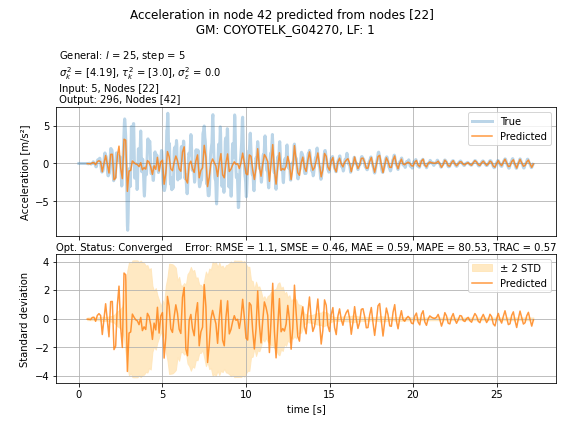 Acceleration in node 42 predicted from nodes [22]
GM: COYOTELK_G04270, LF: 1
General: l = 25, step = 5
σ²ₖ = [4.19], τ²ₖ = [3.0], σ²ε = 0.0
Input: 5, Nodes [22]
Output: 296, Nodes [42]
Acceleration [m/s²]
5
0
−5
True
Predicted
Opt. Status: Converged Error: RMSE = 1.1, SMSE = 0.46, MAE = 0.59, MAPE = 80.53, TRAC = 0.57
Standard deviation
4
2
0
−2
−4
± 2 STD
Predicted
0 5 10 15 20 25
time [s]